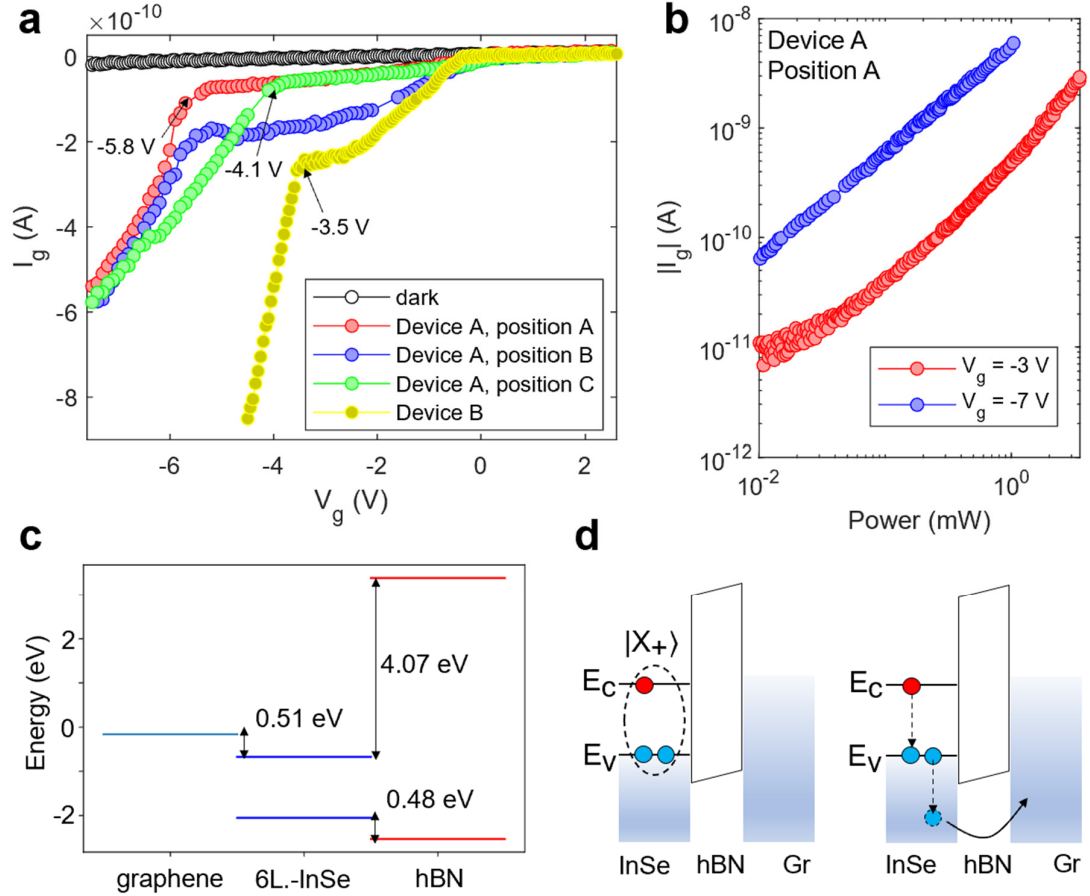 a
×10⁻¹⁰
0
-2
-4
-6
-8
I_g (A)
-5.8 V
-4.1 V
-3.5 V
dark
Device A, position A
Device A, position B
Device A, position C
Device B
-6
-4
-2
0
2
V_g (V)
b
Device A
Position A
10⁻⁸
10⁻⁹
10⁻¹⁰
10⁻¹¹
10⁻¹²
|I_g| (A)
V_g = -3 V
V_g = -7 V
10⁻²
10⁰
Power (mW)
c
2
0
-2
Energy (eV)
0.51 eV
4.07 eV
0.48 eV
graphene
6L.-InSe
hBN
d
|X₊⟩
E_C
E_V
InSe
hBN
Gr
E_C
E_V
InSe
hBN
Gr